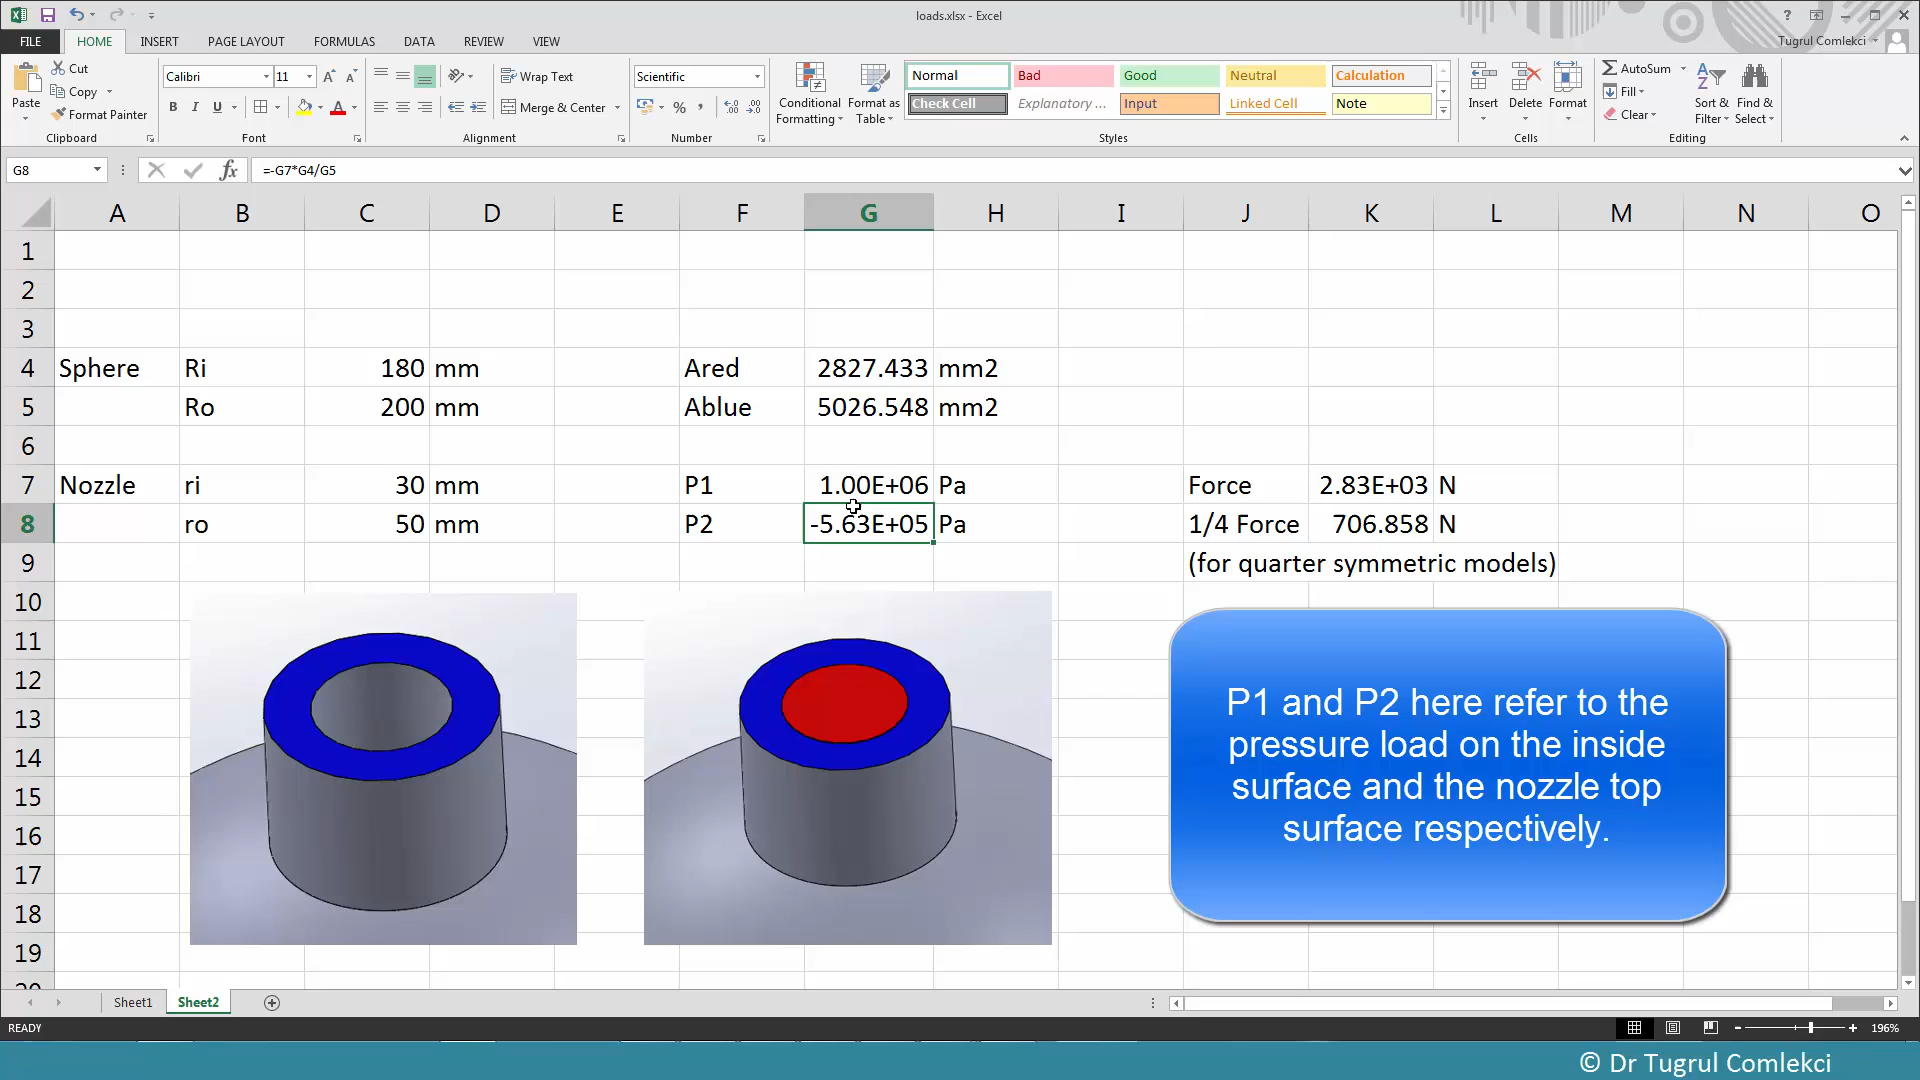 loads.xlsx - Excel
Tugrul Comlekci
FILE HOME INSERT PAGE LAYOUT FORMULAS DATA REVIEW VIEW
Paste
Cut
Copy
Format Painter
Clipboard
Calibri 11
B I U
Font
Wrap Text
Merge & Center
Alignment
Scientific
Number
Conditional Formatting
Format as Table
Normal Bad Good Neutral Calculation
Check Cell Explanatory ... Input Linked Cell Note
Styles
Insert Delete Format
Cells
AutoSum
Fill
Clear
Sort & Filter
Find & Select
Editing
G8 =-G7*G4/G5
A B C D E F G H I J K L M N O
1
2
3
4 Sphere Ri 180 mm Ared 2827.433 mm2
5 Ro 200 mm Ablue 5026.548 mm2
6
7 Nozzle ri 30 mm P1 1.00E+06 Pa Force 2.83E+03 N
8 ro 50 mm P2 -5.63E+05 Pa 1/4 Force 706.858 N
9 (for quarter symmetric models)
10
11
12
13
14
15
16
17
18
19
P1 and P2 here refer to the
pressure load on the inside
surface and the nozzle top
surface respectively.
Sheet1 Sheet2
READY 196%
© Dr Tugrul Comlekci